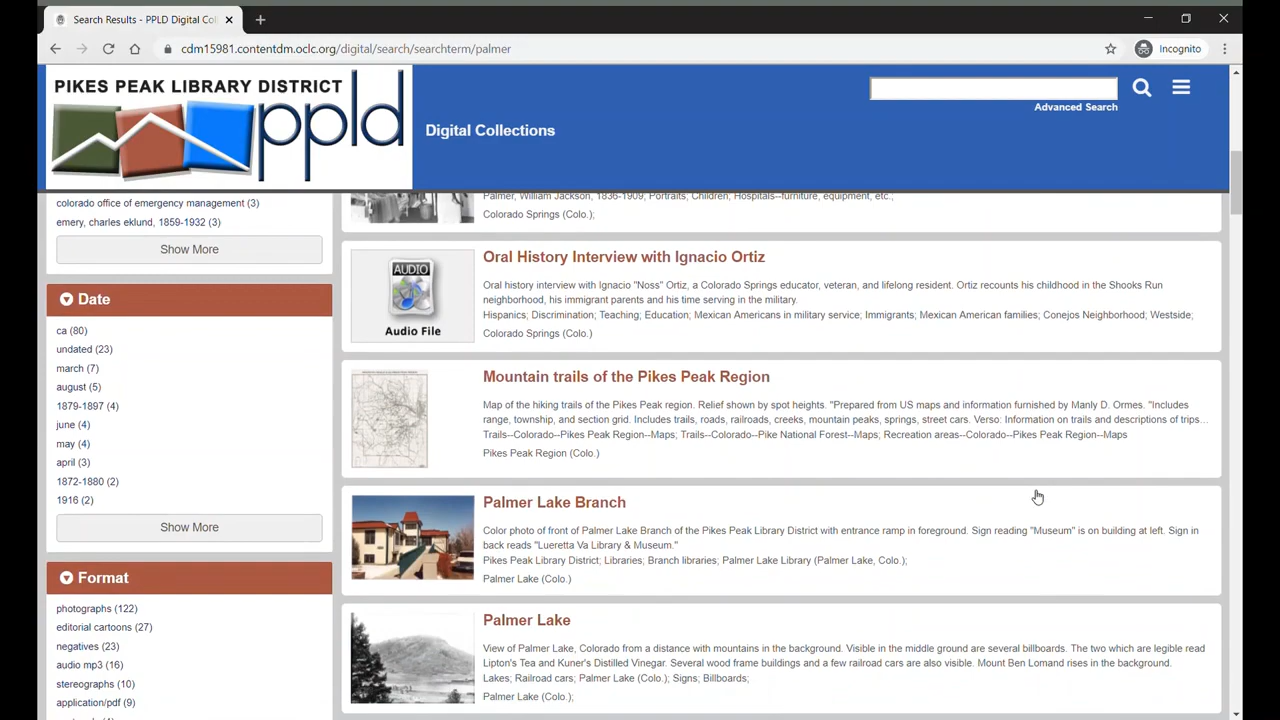 Search Results - PPLD Digital Col
cdm15981.contentdm.oclc.org/digital/search/searchterm/palmer
Incognito
PIKES PEAK LIBRARY DISTRICT
ppld
Digital Collections
Advanced Search
colorado office of emergency management (3)
emery, charles eklund, 1859-1932 (3)
Show More
Date
ca (80)
undated (23)
march (7)
august (5)
1879-1897 (4)
june (4)
may (4)
april (3)
1872-1880 (2)
1916 (2)
Show More
Format
photographs (122)
editorial cartoons (27)
negatives (23)
audio mp3 (16)
stereographs (10)
application/pdf (9)
Palmer, William Jackson, 1836-1909; Portraits; Children; Hospitals--furniture, equipment, etc.;
Colorado Springs (Colo.);
AUDIO
Audio File
Oral History Interview with Ignacio Ortiz
Oral history interview with Ignacio "Noss" Ortiz, a Colorado Springs educator, veteran, and lifelong resident. Ortiz recounts his childhood in the Shooks Run
neighborhood, his immigrant parents and his time serving in the military.
Hispanics; Discrimination; Teaching; Education; Mexican Americans in military service; Immigrants; Mexican American families; Conejos Neighborhood; Westside;
Colorado Springs (Colo.)
Mountain trails of the Pikes Peak Region
Map of the hiking trails of the Pikes Peak region. Relief shown by spot heights. "Prepared from US maps and information furnished by Manly D. Ormes. "Includes
range, township, and section grid. Includes trails, roads, railroads, creeks, mountain peaks, springs, street cars. Verso: Information on trails and descriptions of trips...
Trails--Colorado--Pikes Peak Region--Maps; Trails--Colorado--Pike National Forest--Maps; Recreation areas--Colorado--Pikes Peak Region--Maps
Pikes Peak Region (Colo.)
Palmer Lake Branch
Color photo of front of Palmer Lake Branch of the Pikes Peak Library District with entrance ramp in foreground. Sign reading "Museum" is on building at left. Sign in
back reads "Lueretta Va Library & Museum."
Pikes Peak Library District; Libraries; Branch libraries; Palmer Lake Library (Palmer Lake, Colo.);
Palmer Lake (Colo.)
Palmer Lake
View of Palmer Lake, Colorado from a distance with mountains in the background. Visible in the middle ground are several billboards. The two which are legible read
Lipton's Tea and Kuner's Distilled Vinegar. Several wood frame buildings and a few railroad cars are also visible. Mount Ben Lomand rises in the background.
Lakes; Railroad cars; Palmer Lake (Colo.); Signs; Billboards;
Palmer Lake (Colo.);